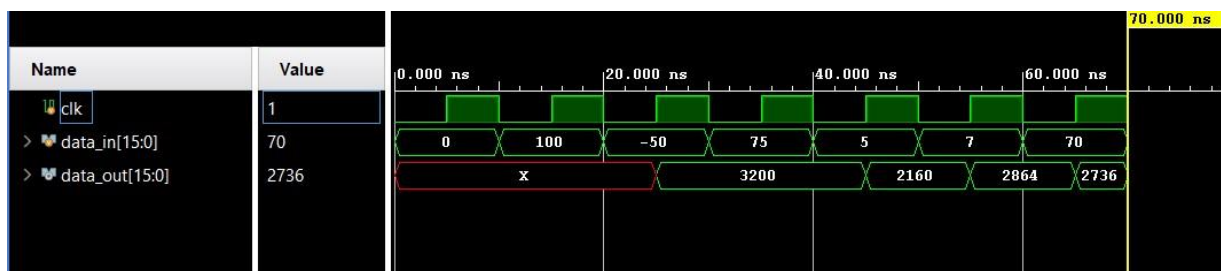 70.000 ns
Name Value 0.000 ns 20.000 ns 40.000 ns 60.000 ns
clk 1
data_in[15:0] 70 0 100 -50 75 5 7 70
data_out[15:0] 2736 X 3200 2160 2864 2736